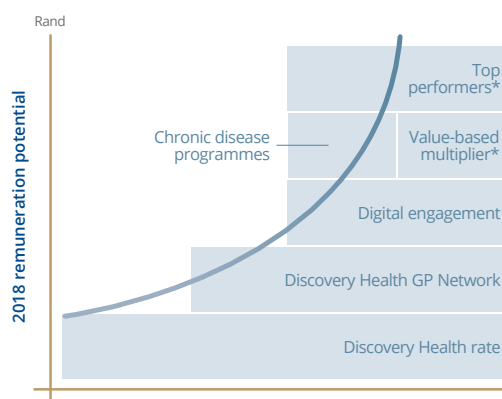 Rand
2018 remuneration potential
Top
performers*
Chronic disease
programmes
Value-based
multiplier*
Digital engagement
Discovery Health GP Network
Discovery Health rate